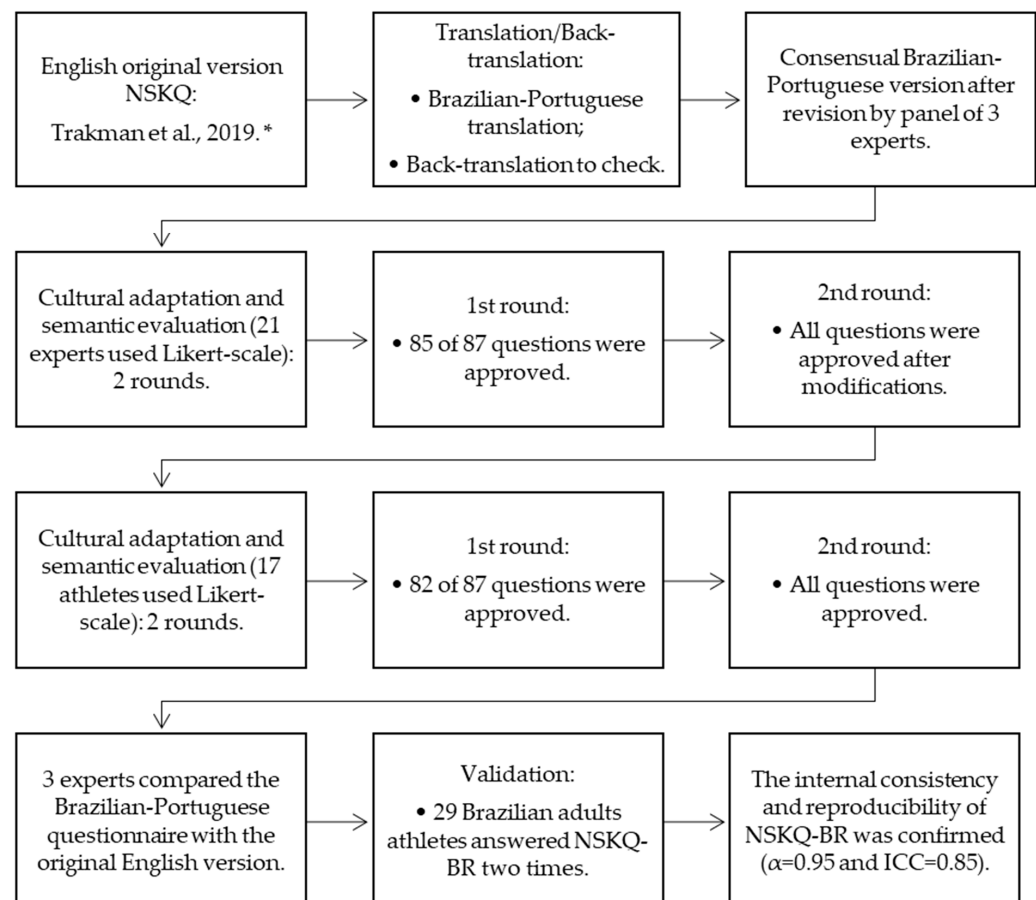 English original version
NSKQ:
Trakman et al., 2019. *
Translation/Back-
translation:
• Brazilian-Portuguese
translation;
• Back-translation to check.
Consensual Brazilian-
Portuguese version after
revision by panel of 3
experts.
Cultural adaptation and
semantic evaluation (21
experts used Likert-scale):
2 rounds.
1st round:
• 85 of 87 questions were
approved.
2nd round:
• All questions were
approved after
modifications.
Cultural adaptation and
semantic evaluation (17
athletes used Likert-
scale): 2 rounds.
1st round:
• 82 of 87 questions were
approved.
2nd round:
• All questions were
approved.
3 experts compared the
Brazilian-Portuguese
questionnaire with the
original English version.
Validation:
• 29 Brazilian adults
athletes answered NSKQ-
BR two times.
The internal consistency
and reproducibility of
NSKQ-BR was confirmed
(α=0.95 and ICC=0.85).